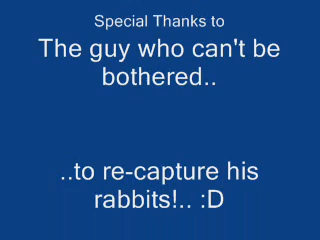 Special Thanks to
The guy who can't be
bothered..
..to re-capture his
rabbits!.. :D